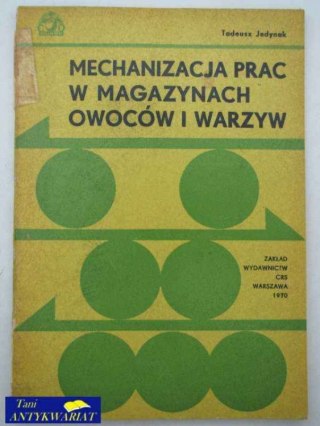 Tadeusz Jedynak
MECHANIZACJA PRAC
W MAGAZYNACH
OWOCÓW I WARZYW
ZAKŁAD
WYDAWNICTW
CRS
WARSZAWA
1970
Tani
ANTYKWARIAT